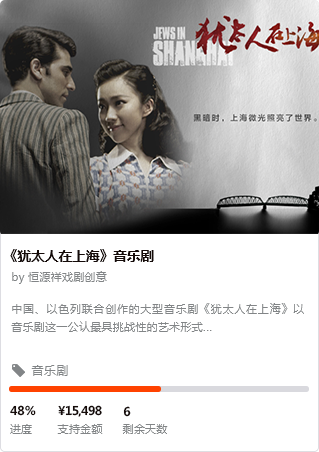 JEWS IN
SHANGHAI
犹太人在上海
黑暗时，上海微光照亮了世界。
《犹太人在上海》音乐剧
by 恒源祥戏剧创意
中国、以色列联合创作的大型音乐剧《犹太人在上海》以
音乐剧这一公认最具挑战性的艺术形式...
音乐剧
48% ¥15,498 6
进度 支持金额 剩余天数